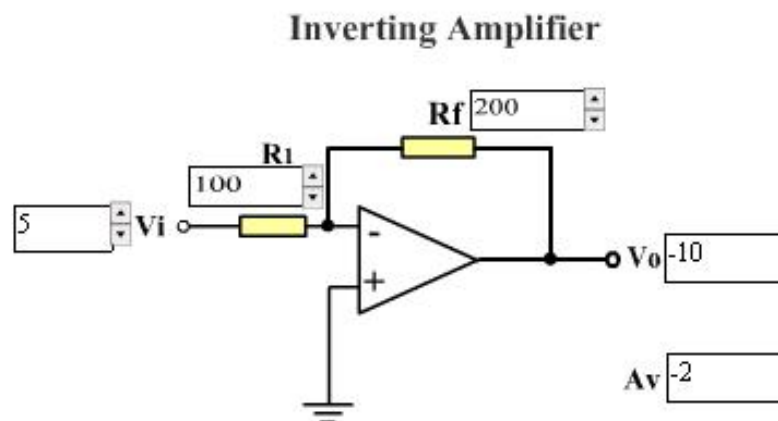 Inverting Amplifier
Rf 200
R1 100
5 Vi
-
+
Vo -10
Av -2